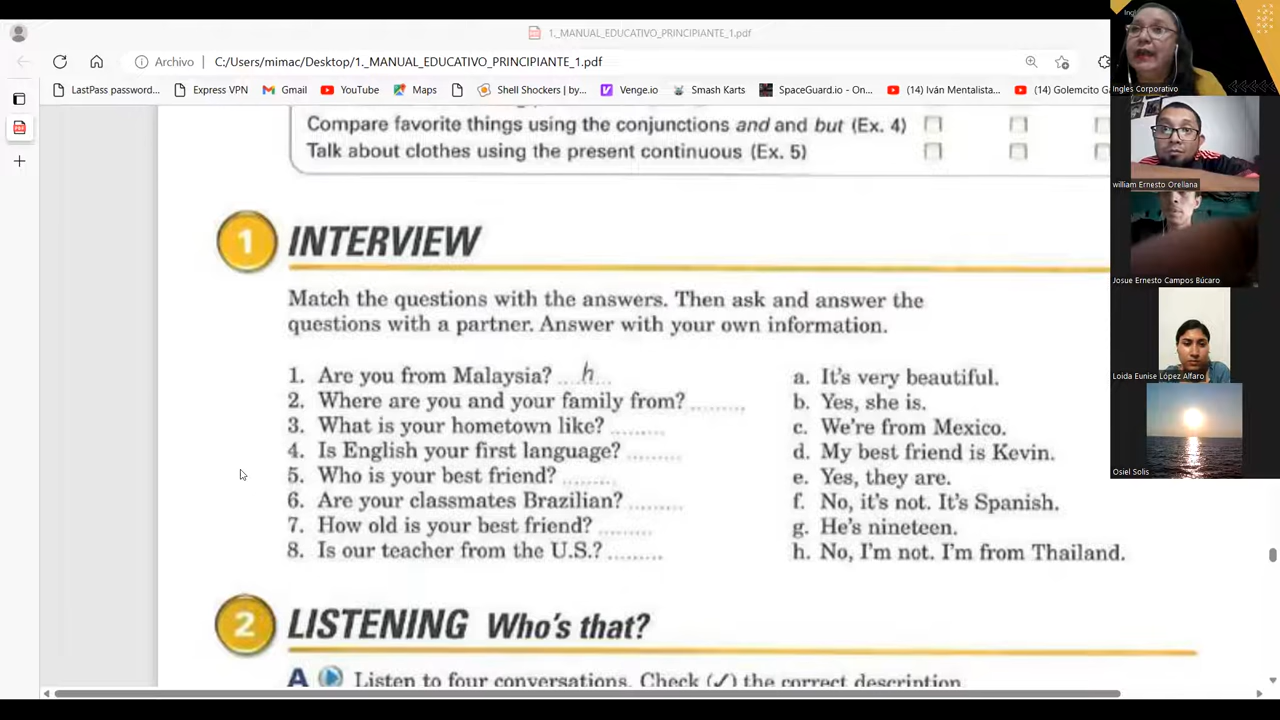 1._MANUAL_EDUCATIVO_PRINCIPIANTE_1.pdf
Archivo C:/Users/mimac/Desktop/1._MANUAL_EDUCATIVO_PRINCIPIANTE_1.pdf
LastPass password... Express VPN Gmail YouTube Maps Shell Shockers | by... Venge.io Smash Karts SpaceGuard.io - On... (14) Iván Mentalista... (14) Golemcito G
Compare favorite things using the conjunctions and and but (Ex. 4)
Talk about clothes using the present continuous (Ex. 5)
1 INTERVIEW
Match the questions with the answers. Then ask and answer the
questions with a partner. Answer with your own information.
1. Are you from Malaysia? ...h...
2. Where are you and your family from? ........
3. What is your hometown like? ........
4. Is English your first language? ........
5. Who is your best friend? ........
6. Are your classmates Brazilian? ........
7. How old is your best friend? ........
8. Is our teacher from the U.S.? ........
a. It's very beautiful.
b. Yes, she is.
c. We're from Mexico.
d. My best friend is Kevin.
e. Yes, they are.
f. No, it's not. It's Spanish.
g. He's nineteen.
h. No, I'm not. I'm from Thailand.
2 LISTENING Who's that?
A Listen to four conversations. Check (✓) the correct description.
Ingles Corporativo
william Ernesto Orellana
Josue Ernesto Campos Búcaro
Loida Eunise López Alfaro
Osiel Solis